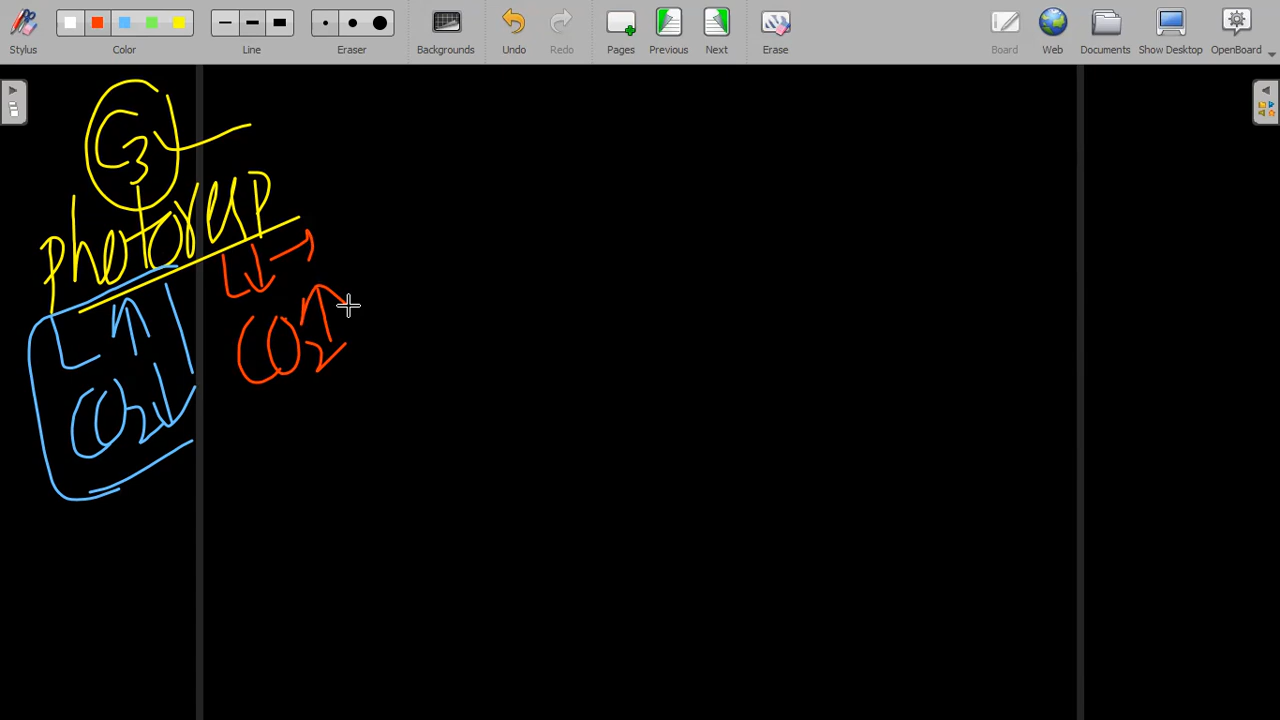 Stylus Color Line Eraser Backgrounds Undo Redo Pages Previous Next Erase Board Web Documents Show Desktop OpenBoard
C3
photoresp
L↑
CO2↓
L↓→
CO2↑